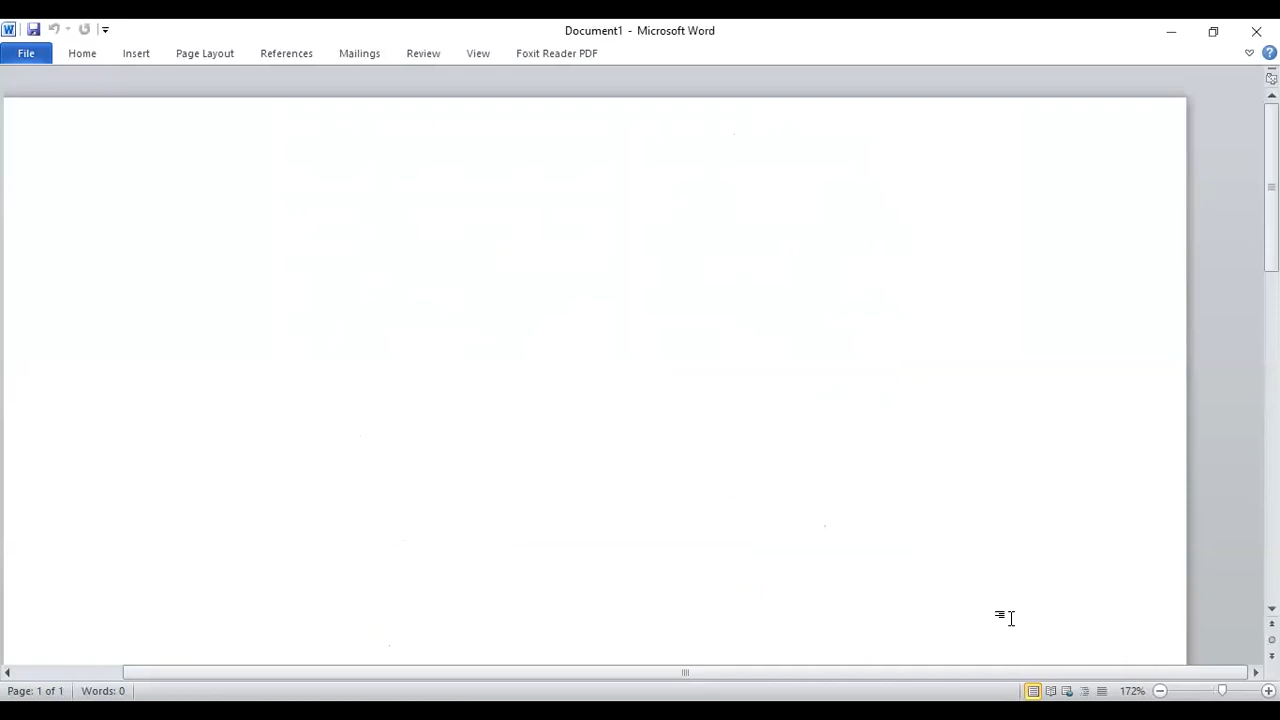 Document1 - Microsoft Word
File Home Insert Page Layout References Mailings Review View Foxit Reader PDF
Page: 1 of 1 Words: 0 172%